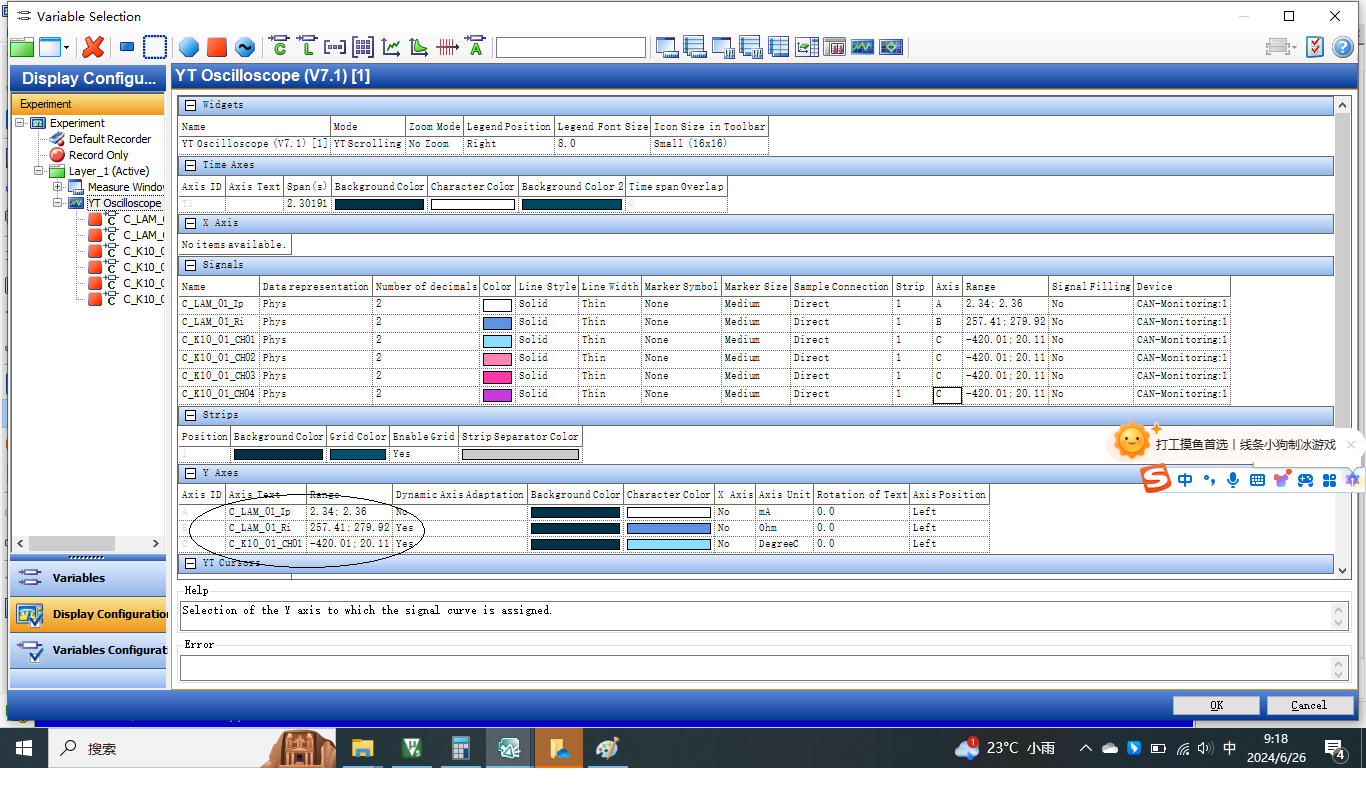 Variable Selection
Display Configu...
YT Oscilloscope (V7.1) [1]
Experiment
Experiment
Default Recorder
Record Only
Layer_1 (Active)
Measure Windo
YT Oscilloscope
C_LAM_
C_LAM_
C_K10_0
C_K10_0
C_K10_0
C_K10_0
Variables
Display Configuratio
Variables Configurat
Widgets
Name Mode Zoom Mode Legend Position Legend Font Size Icon Size in Toolbar
YT Oscilloscope (V7.1) [1] YT Scrolling No Zoom Right 8.0 Small (16x16)
Time Axes
Axis ID Axis Text Span(s) Background Color Character Color Background Color 2 Time span Overlap
T1 2.30191 0
X Axis
No items available.
Signals
Name Data representation Number of decimals Color Line Style Line Width Marker Symbol Marker Size Sample Connection Strip Axis Range Signal Filling Device
C_LAM_01_Ip Phys 2 Solid Thin None Medium Direct 1 A 2.34; 2.36 No CAN-Monitoring:1
C_LAM_01_Ri Phys 2 Solid Thin None Medium Direct 1 B 257.41; 279.92 No CAN-Monitoring:1
C_K10_01_CH01 Phys 2 Solid Thin None Medium Direct 1 C -420.01; 20.11 No CAN-Monitoring:1
C_K10_01_CH02 Phys 2 Solid Thin None Medium Direct 1 C -420.01; 20.11 No CAN-Monitoring:1
C_K10_01_CH03 Phys 2 Solid Thin None Medium Direct 1 C -420.01; 20.11 No CAN-Monitoring:1
C_K10_01_CH04 Phys 2 Solid Thin None Medium Direct 1 C -420.01; 20.11 No CAN-Monitoring:1
Strips
Position Background Color Grid Color Enable Grid Strip Separator Color
1 Yes
Y Axes
Axis ID Axis Text Range Dynamic Axis Adaptation Background Color Character Color X Axis Axis Unit Rotation of Text Axis Position
A C_LAM_01_Ip 2.34; 2.36 No No mA 0.0 Left
B C_LAM_01_Ri 257.41; 279.92 Yes No Ohm 0.0 Left
C C_K10_01_CH01 -420.01; 20.11 Yes No DegreeC 0.0 Left
YT Cursors
Help
Selection of the Y axis to which the signal curve is assigned.
Error
OK Cancel
打工摸鱼首选丨线条小狗制冰游戏
中
搜索
23°C 小雨
中
9:18
2024/6/26
4